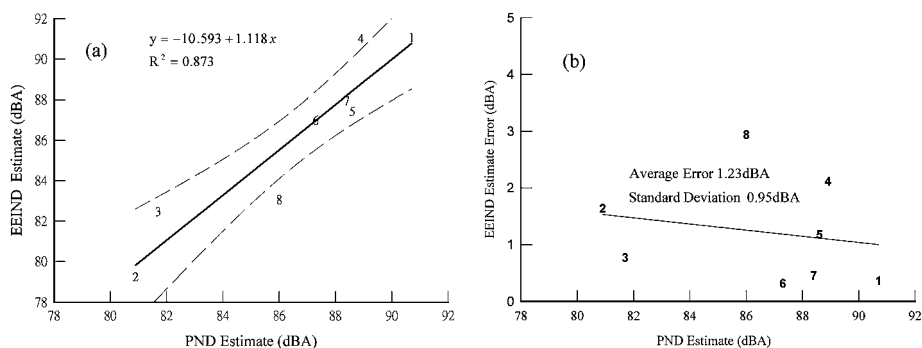 (a)
y = −10.593 + 1.118 x
R² = 0.873
EEIND Estimate (dBA)
92
90
88
86
84
82
80
78
1
4
7
5
6
8
3
2
78 80 82 84 86 88 90 92
PND Estimate (dBA)
(b)
EEIND Estimate Error (dBA)
5
4
3
2
1
0
8
Average Error 1.23dBA
4
Standard Deviation 0.95dBA
2
5
3
7
6
1
78 80 82 84 86 88 90 92
PND Estimate (dBA)